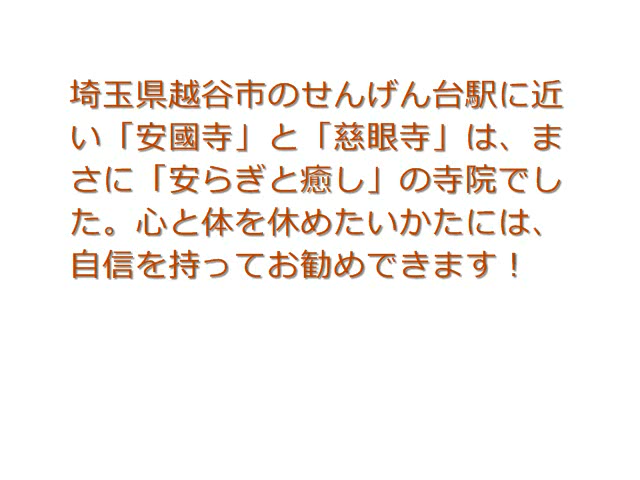 埼玉県越谷市のせんげん台駅に近
い「安國寺」と「慈眼寺」は、ま
さに「安らぎと癒し」の寺院でし
た。心と体を休めたいかたには、
自信を持ってお勧めできます！